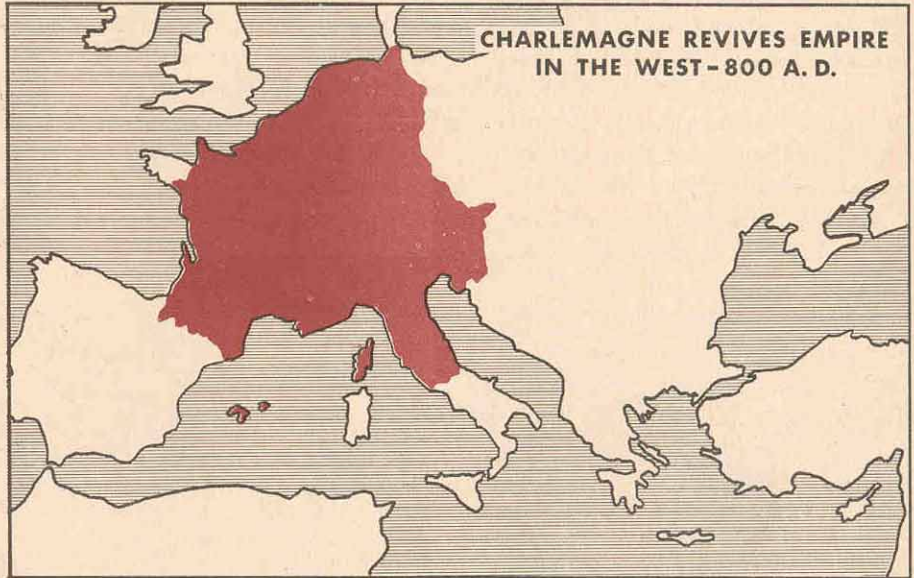 CHARLEMAGNE REVIVES EMPIRE
IN THE WEST-800 A. D.